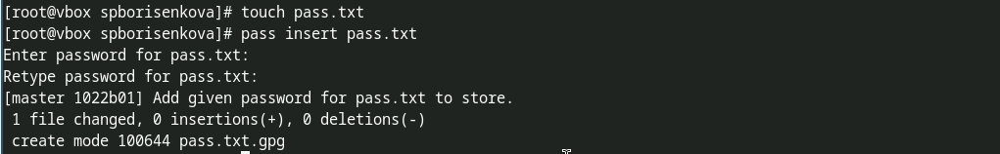 [root@vbox spborisenkova]# touch pass.txt
[root@vbox spborisenkova]# pass insert pass.txt
Enter password for pass.txt:
Retype password for pass.txt:
[master 1022b01] Add given password for pass.txt to store.
 1 file changed, 0 insertions(+), 0 deletions(-)
 create mode 100644 pass.txt.gpg